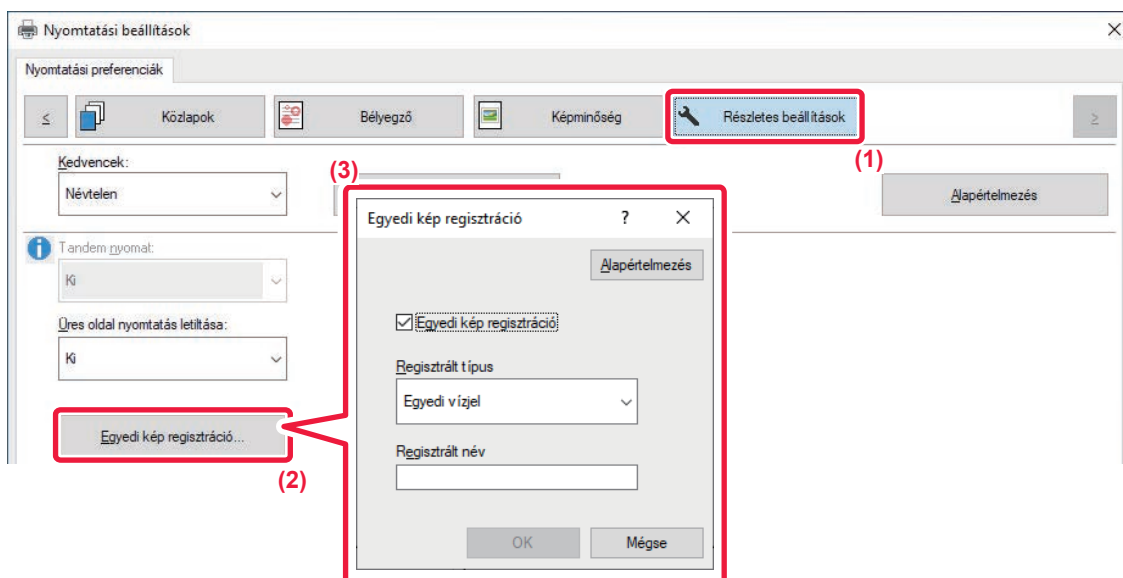 Nyomtatási beállítások
Nyomtatási preferenciák
< Közlapok Bélyegző Képminőség Részletes beállítások >
(1)
Kedvencek:
(3)
Névtelen
Alapértelmezés
Egyedi kép regisztráció ? X
Tandem nyomat:
Ki
Alapértelmezés
Üres oldal nyomtatás letiltása:
Egyedi kép regisztráció
Ki
Regisztrált típus
Egyedi vízjel
Egyedi kép regisztráció...
Regisztrált név
(2)
OK Mégse